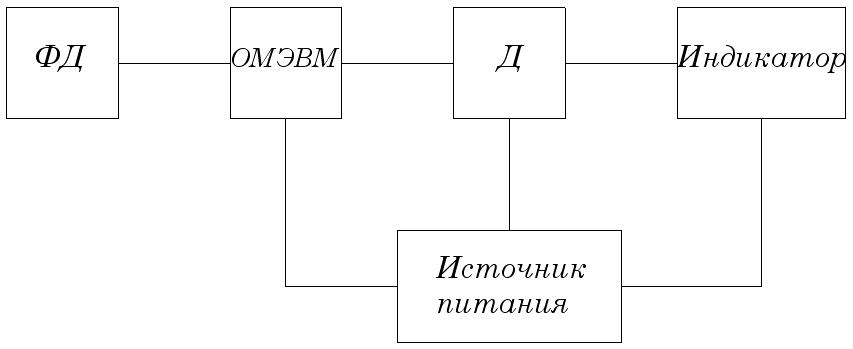 ФД
ОМЭВМ
Д
Индикатор
Источник
питания